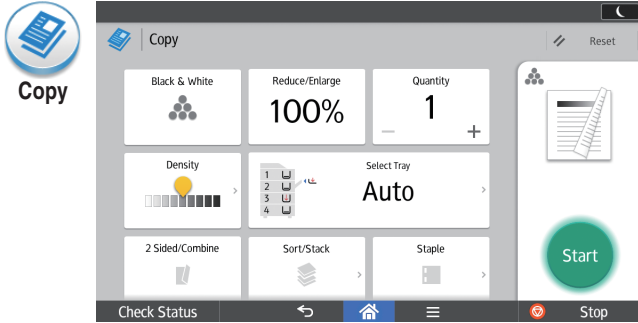 Copy
Copy
Reset
Black & White
Reduce/Enlarge
100%
Quantity
1
Density
Select Tray
Auto
1
2
3
4
2 Sided/Combine
Sort/Stack
Staple
Start
Check Status
Stop